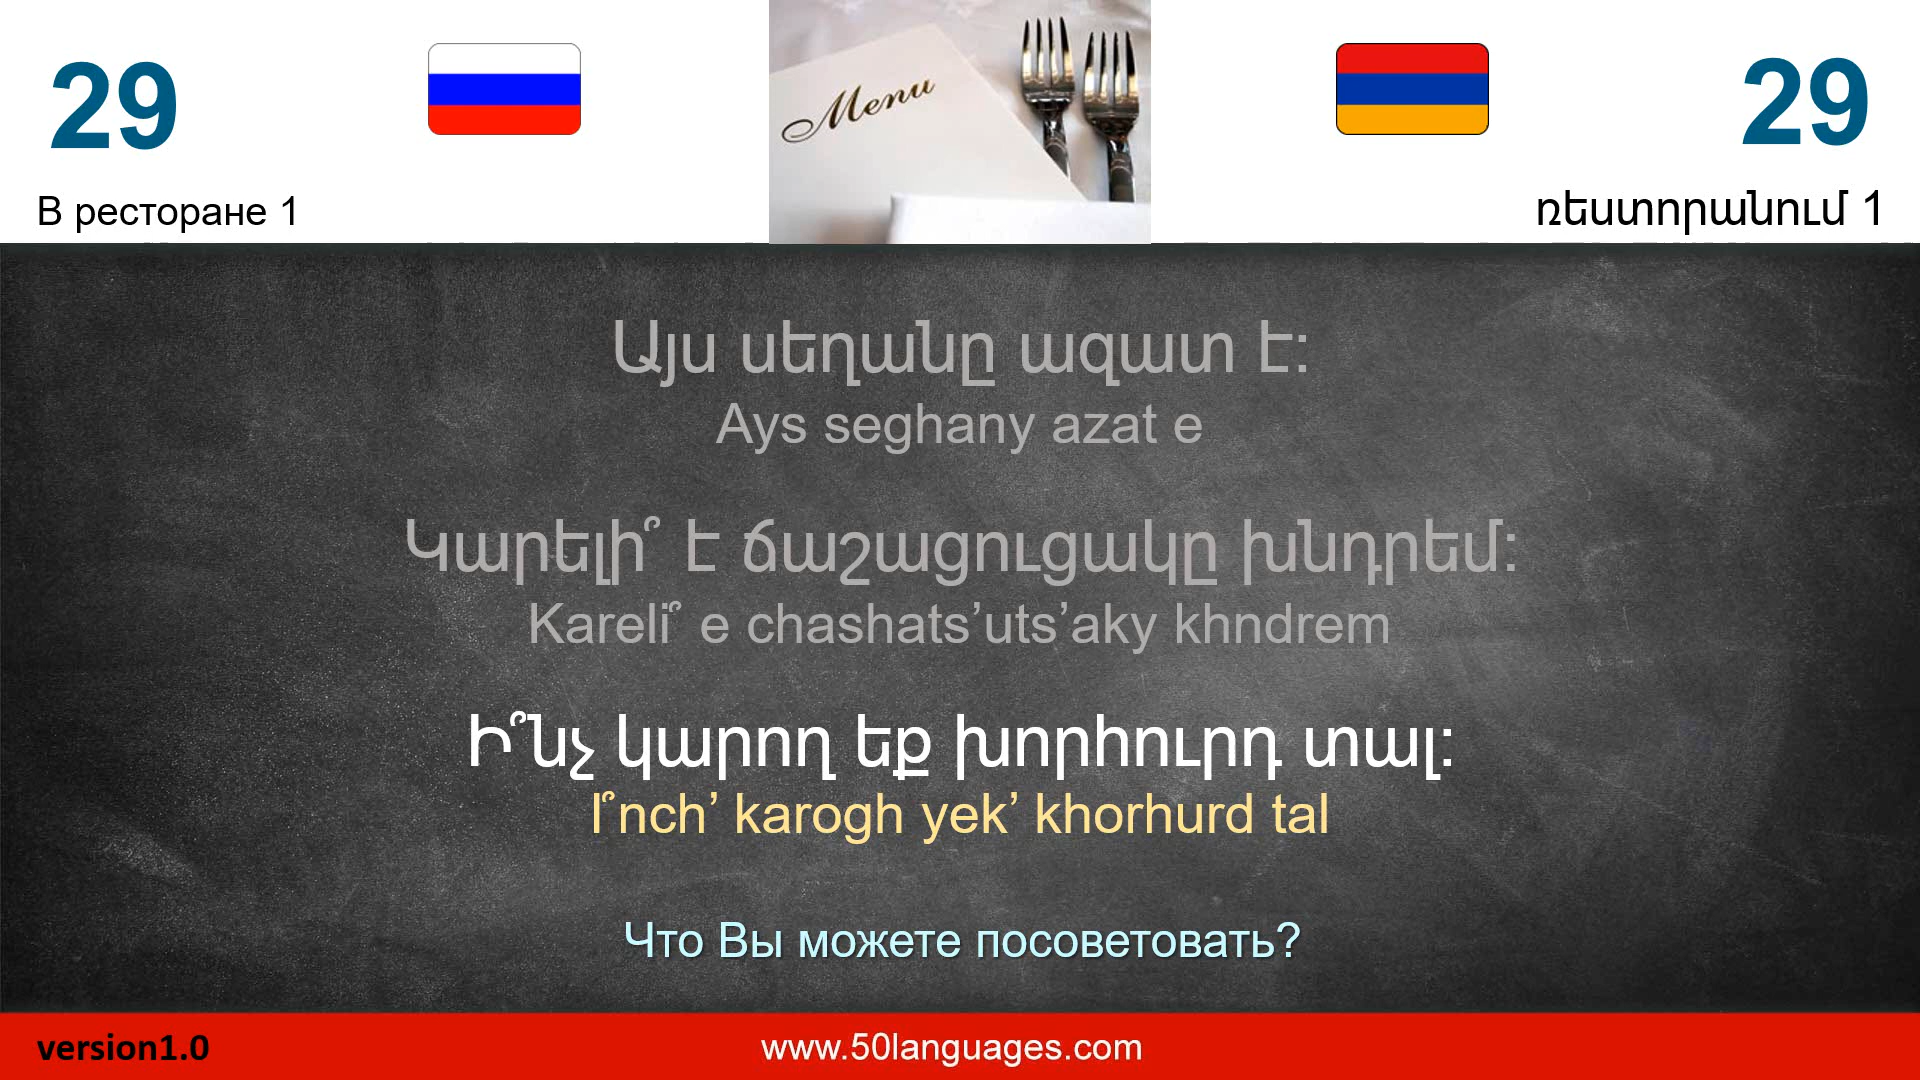 29
В ресторане 1
Menu
29
ռեստորանում 1
Այս սեղանը ազատ է:
Ays seghany azat e
Կարելի՞ է ճաշացուցակը խնդրեմ:
Kareli՞ e chashats’uts’aky khndrem
Ի՞նչ կարող եք խորհուրդ տալ:
I՞nch’ karogh yek’ khorhurd tal
Что Вы можете посоветовать?
version1.0
www.50languages.com